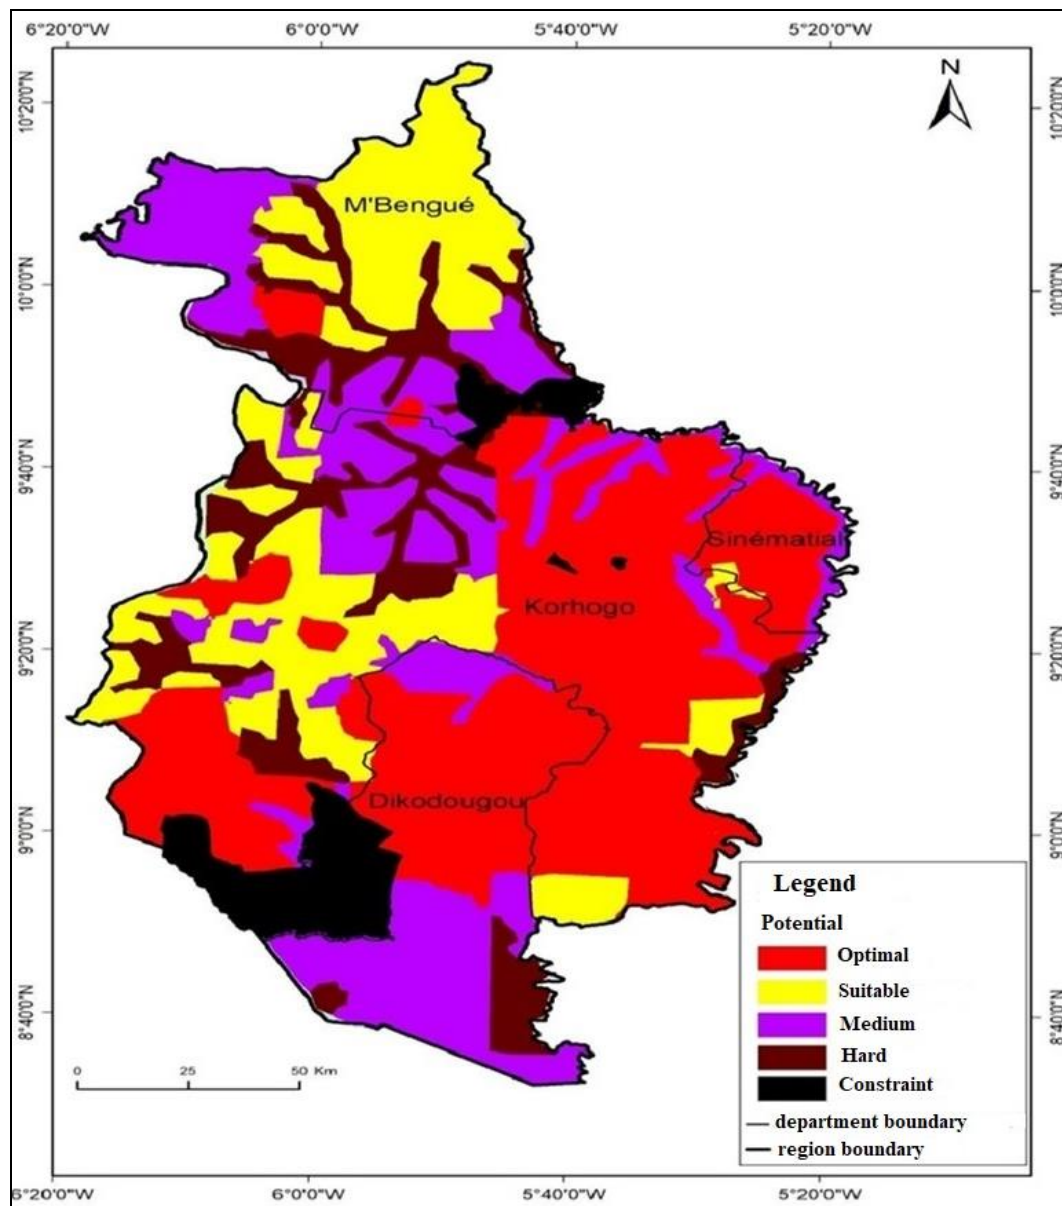 6°20'0"W 6°0'0"W 5°40'0"W 5°20'0"W
N
10°20'0"N
10°20'0"N
M'Bengué
10°0'0"N
10°0'0"N
9°40'0"N
9°40'0"N
Sinématial
Korhogo
9°20'0"N
9°20'0"N
Dikodougou
9°0'0"N
9°0'0"N
Legend
Potential
Optimal
Suitable
Medium
Hard
Constraint
department boundary
region boundary
8°40'0"N
8°40'0"N
0 25 50 Km
6°20'0"W 6°0'0"W 5°40'0"W 5°20'0"W